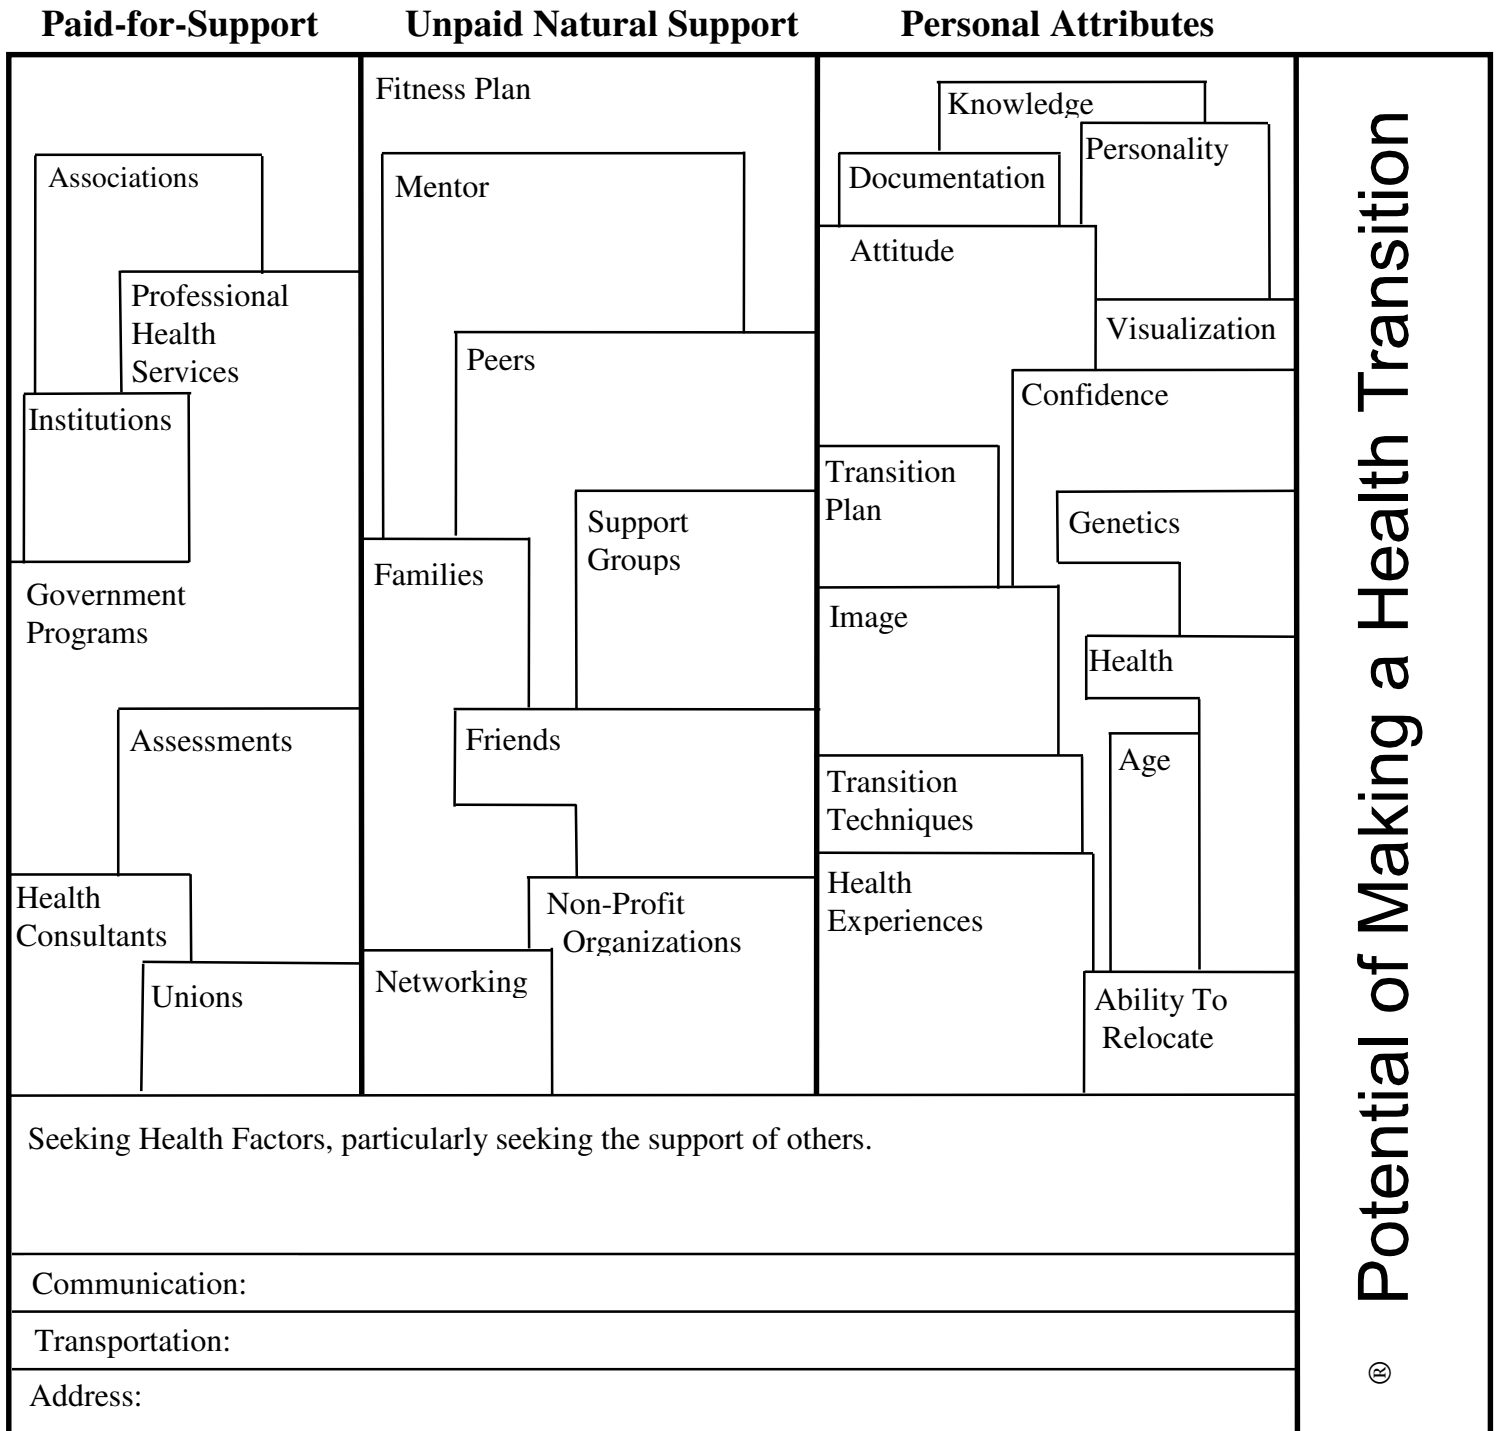 Paid-for-Support
Unpaid Natural Support
Personal Attributes
Associations
Professional
Health
Services
Institutions
Government
Programs
Assessments
Health
Consultants
Unions
Fitness Plan
Mentor
Peers
Support
Groups
Families
Friends
Non-Profit
Organizations
Networking
Knowledge
Personality
Documentation
Attitude
Visualization
Confidence
Transition
Plan
Genetics
Image
Health
Age
Transition
Techniques
Health
Experiences
Ability To
Relocate
Seeking Health Factors, particularly seeking the support of others.
Communication:
Transportation:
Address:
® Potential of Making a Health Transition